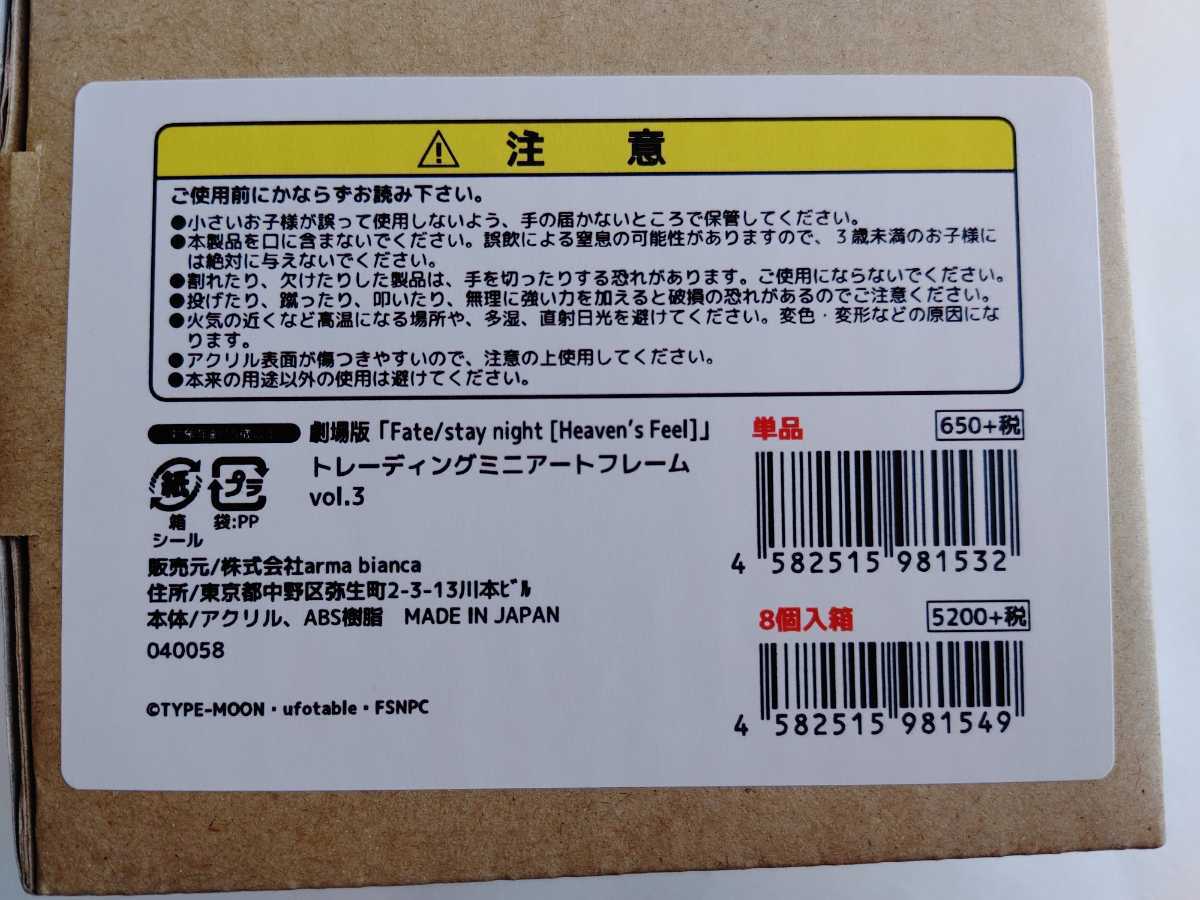 ⚠ 注 意
ご使用前にかならずお読み下さい。
●小さいお子様が誤って使用しないよう、手の届かないところで保管してください。
●本製品を口に含まないでください。誤飲による窒息の可能性がありますので、3歳未満のお子様に
は絶対に与えないでください。
●割れたり、欠けたりした製品は、手を切ったりする恐れがあります。ご使用にならないでください。
●投げたり、蹴ったり、叩いたり、無理に強い力を加えると破損の恐れがあるのでご注意ください。
●火気の近くなど高温になる場所や、多湿、直射日光を避けてください。変色・変形などの原因にな
ります。
●アクリル表面が傷つきやすいので、注意の上使用してください。
●本来の用途以外の使用は避けてください。
劇場版「Fate/stay night [Heaven's Feel]」
トレーディングミニアートフレーム
vol.3
紙 プラ
箱 袋:PP
シール
販売元/株式会社arma bianca
住所/東京都中野区弥生町2-3-13川本ビル
本体/アクリル、ABS樹脂 MADE IN JAPAN
040058
©TYPE-MOON・ufotable・FSNPC
単品 650+税
4 582515 981532
8個入箱 5200+税
4 582515 981549